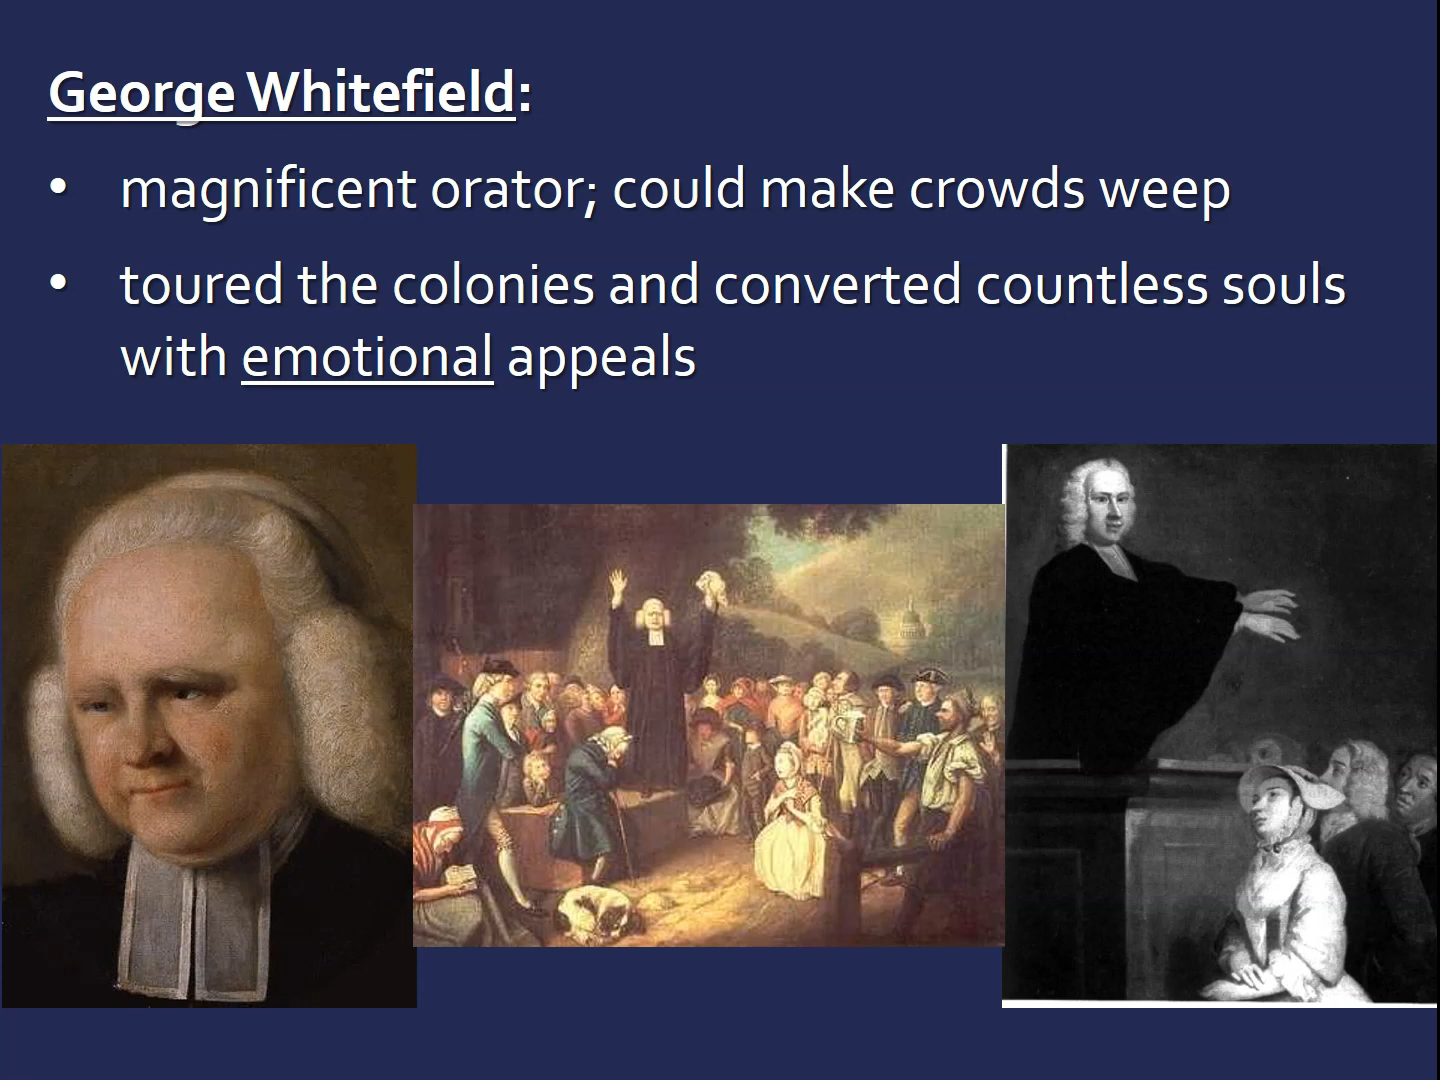 George Whitefield:
• magnificent orator; could make crowds weep
• toured the colonies and converted countless souls
with emotional appeals